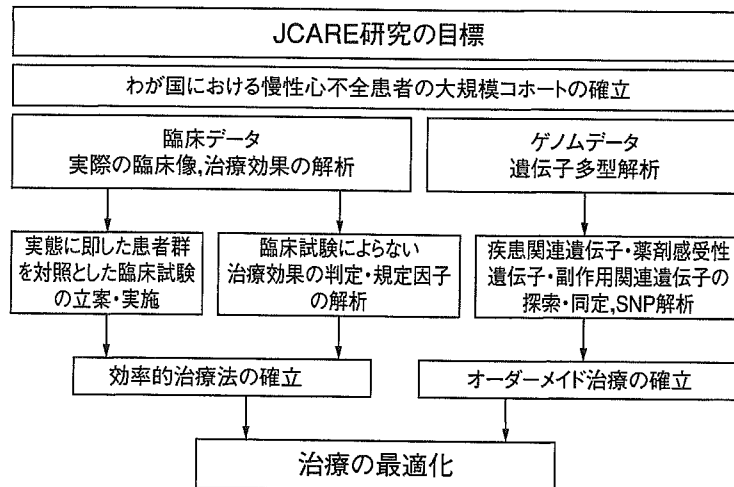 JCARE研究の目標
わが国における慢性心不全患者の大規模コホートの確立
臨床データ
実際の臨床像,治療効果の解析
ゲノムデータ
遺伝子多型解析
実態に即した患者群
を対照とした臨床試験
の立案・実施
臨床試験によらない
治療効果の判定・規定因子
の解析
疾患関連遺伝子・薬剤感受性
遺伝子・副作用関連遺伝子の
探索・同定,SNP解析
効率的治療法の確立
オーダーメイド治療の確立
治療の最適化